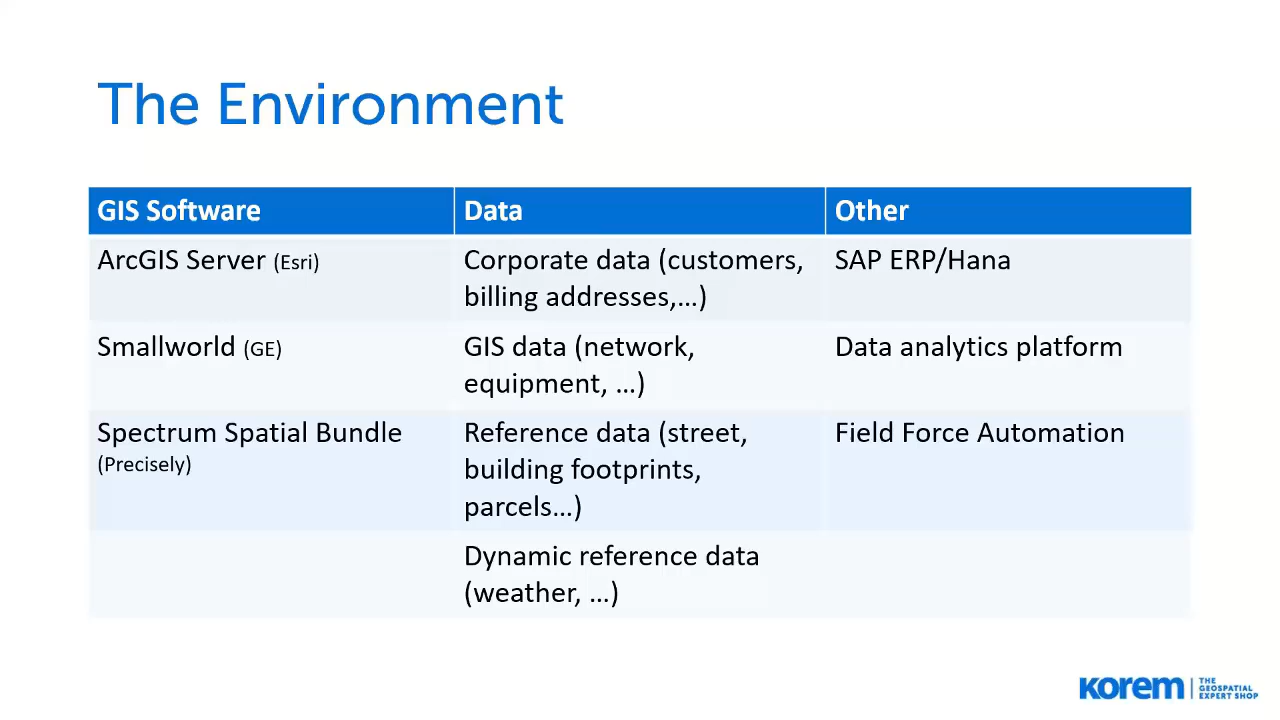 The Environment
GIS Software
Data
Other
ArcGIS Server (Esri)
Corporate data (customers,
billing addresses,...)
SAP ERP/Hana
Smallworld (GE)
GIS data (network,
equipment, ...)
Data analytics platform
Spectrum Spatial Bundle
(Precisely)
Reference data (street,
building footprints,
parcels...)
Field Force Automation
Dynamic reference data
(weather, ...)
korem
THE
GEOSPATIAL
EXPERT SHOP